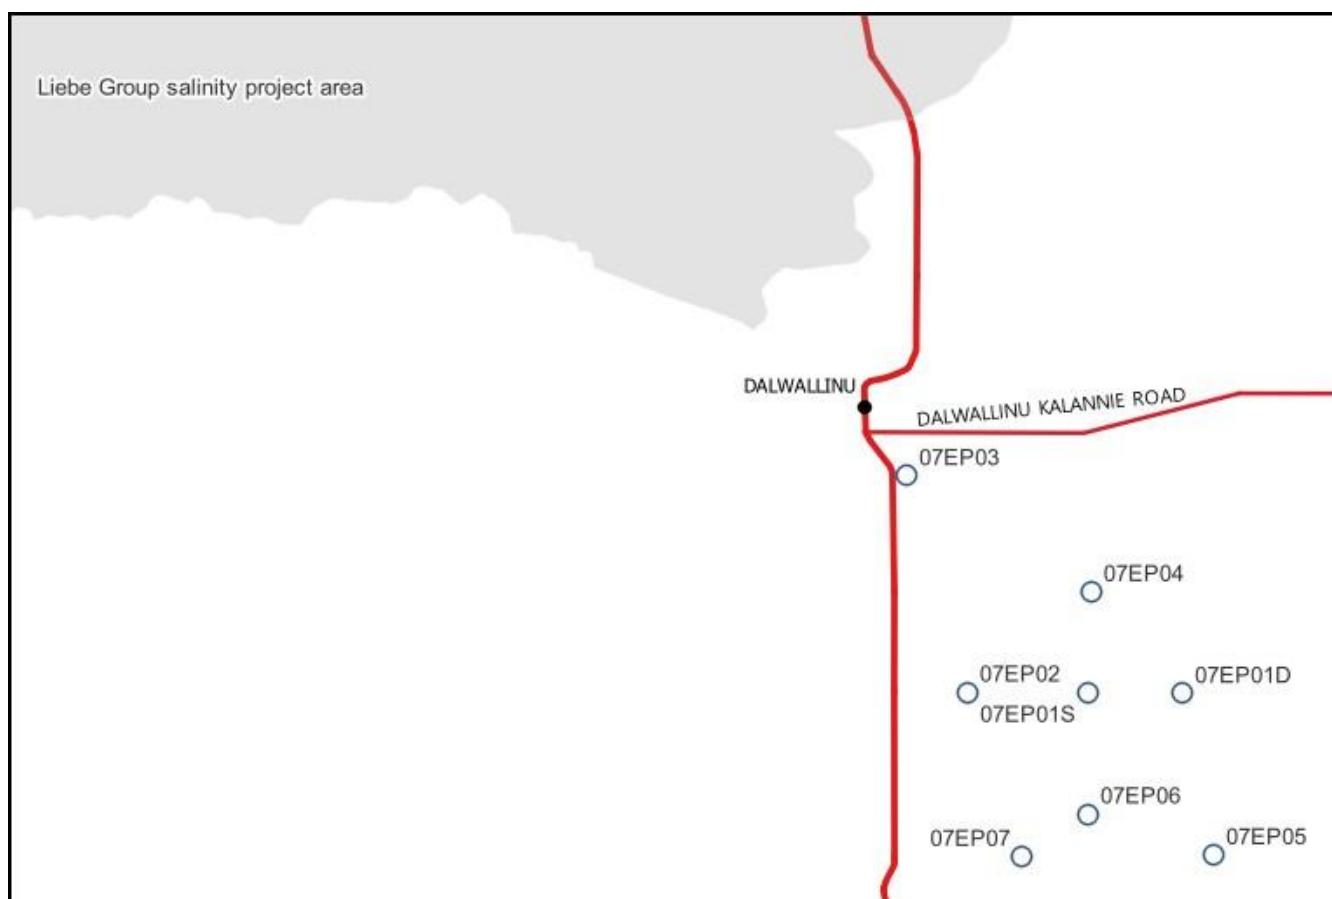 Liebe Group salinity project area
DALWALLINU
DALWALLINU KALANNIE ROAD
07EP03
07EP04
07EP02
07EP01D
07EP01S
07EP06
07EP07
07EP05